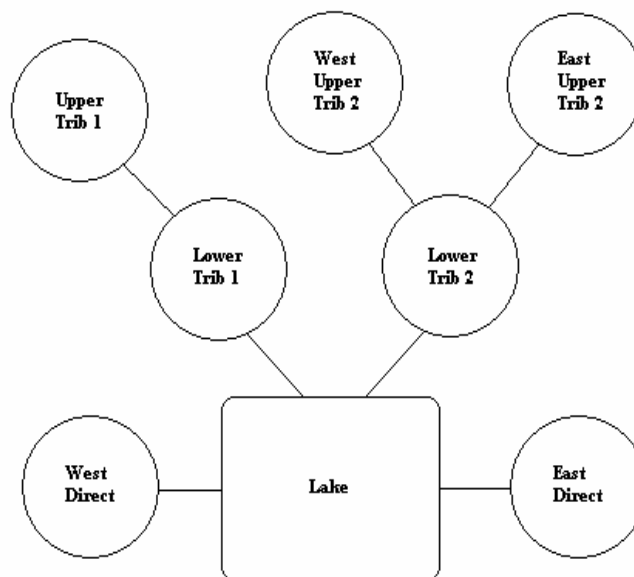 West
Upper
Trib 2
East
Upper
Trib 2
Upper
Trib 1
Lower
Trib 1
Lower
Trib 2
West
Direct
Lake
East
Direct